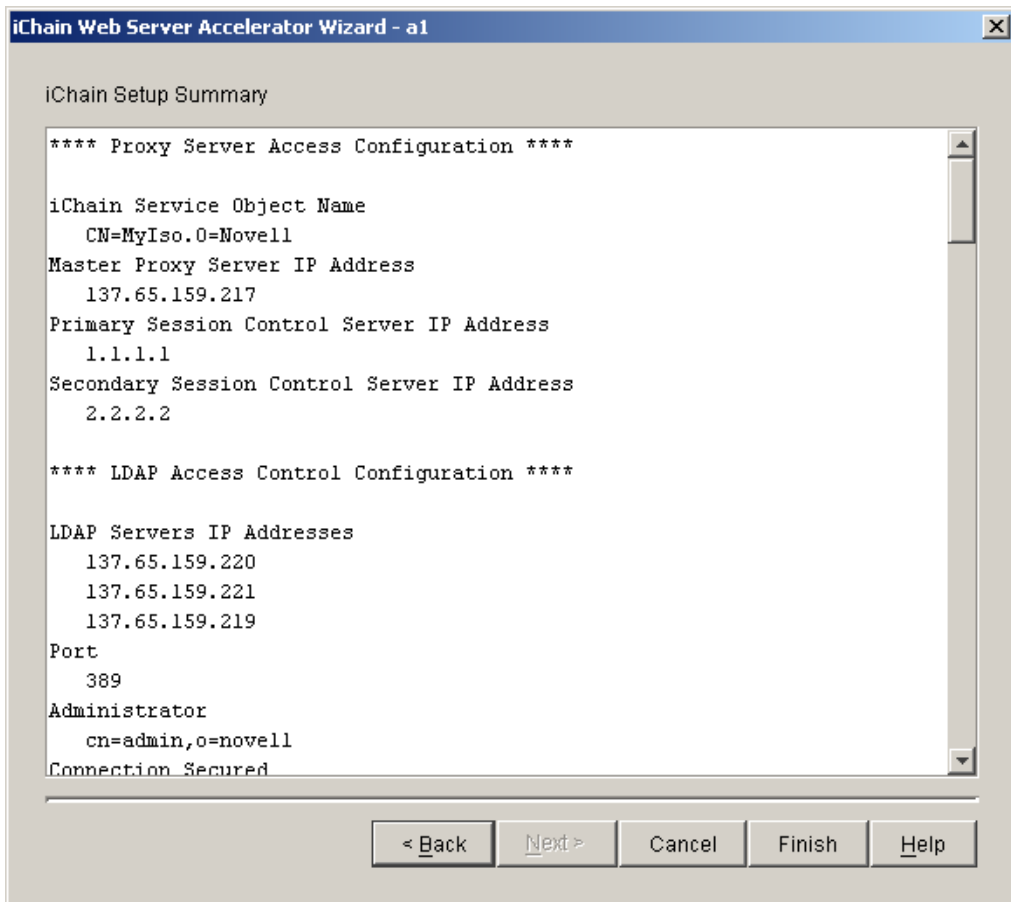 iChain Web Server Accelerator Wizard - a1
iChain Setup Summary
**** Proxy Server Access Configuration ****
iChain Service Object Name
CN=MyIso.O=Novell
Master Proxy Server IP Address
137.65.159.217
Primary Session Control Server IP Address
1.1.1.1
Secondary Session Control Server IP Address
2.2.2.2
**** LDAP Access Control Configuration ****
LDAP Servers IP Addresses
137.65.159.220
137.65.159.221
137.65.159.219
Port
389
Administrator
cn=admin,o=novell
Connection Secured
< Back Next > Cancel Finish Help